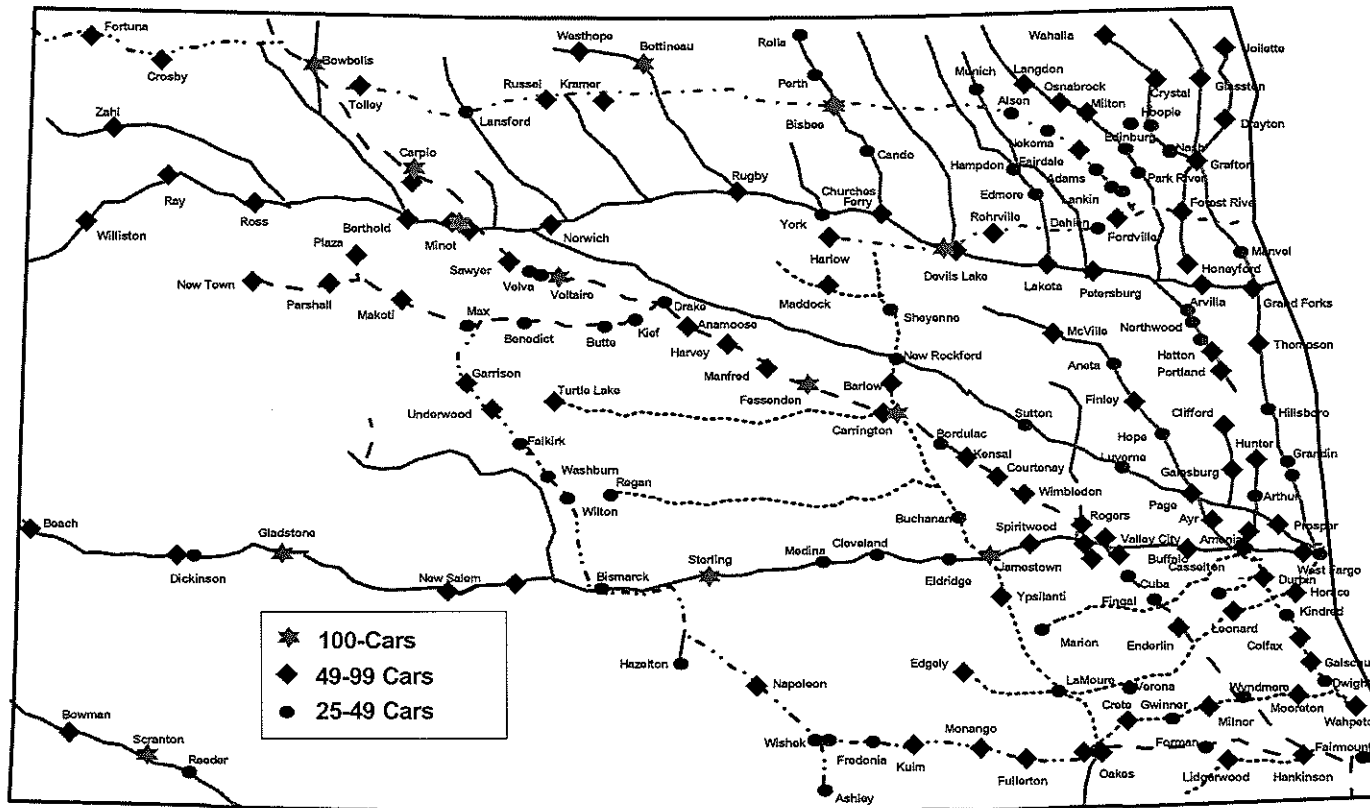 Fortuna
Westhope
Bottineau
Rolla
Walhalla
Joliette
Crosby
Bowbells
Tolley
Russel
Kramer
Perth
Munich
Langdon
Osnabrock
Milton
Crystal
Glasston
Zahl
Lansford
Bisbee
Alsen
Hoople
Drayton
Edinburg
Nekoma
Nash
Carpio
Cando
Hampdon
Fairdale
Adams
Park River
Grafton
Ray
Ross
Rugby
Churches
Ferry
Edmore
Lankin
Forest River
Williston
Berthold
Minot
Norwich
York
Rohrville
Dahlen
Fordville
Plaza
Harlow
Manvel
New Town
Parshall
Sawyer
Velva
Voltaire
Devils Lake
Lakota
Petersburg
Honeyford
Arvilla
Grand Forks
Makoti
Max
Drake
Maddock
Benedict
Butte
Kief
Anamoose
Sheyenne
Northwood
McVille
Thompson
Harvey
Hatton
Portland
Manfred
New Rockford
Aneta
Garrison
Turtle Lake
Barlow
Underwood
Fessenden
Finley
Clifford
Carrington
Sutton
Hillsboro
Falkirk
Bordulac
Hope
Hunter
Kensal
Grandin
Washburn
Regan
Courtenay
Luverne
Galesburg
Wilton
Wimbledon
Arthur
Beach
Gladstone
Buchanan
Page
Rogers
Spiritwood
Ayr
Prosper
Dickinson
Sterling
Medina
Cleveland
Valley City
Amenia
Buffalo
Casselton
West Fargo
New Salem
Bismarck
Eldridge
Jamestown
Cuba
Durbin
Ypsilanti
Fingal
Horace
Kindred
100-Cars
49-99 Cars
25-49 Cars
Marion
Enderlin
Leonard
Colfax
Hazelton
Edgely
Galschutt
Napoleon
LaMoure
Verona
Wyndmere
Dwight
Bowman
Crete
Gwinner
Milnor
Mooreton
Wahpeton
Scranton
Reeder
Wishek
Fredonia
Kulm
Monango
Fullerton
Oakes
Forman
Lidgerwood
Hankinson
Fairmount
Ashley